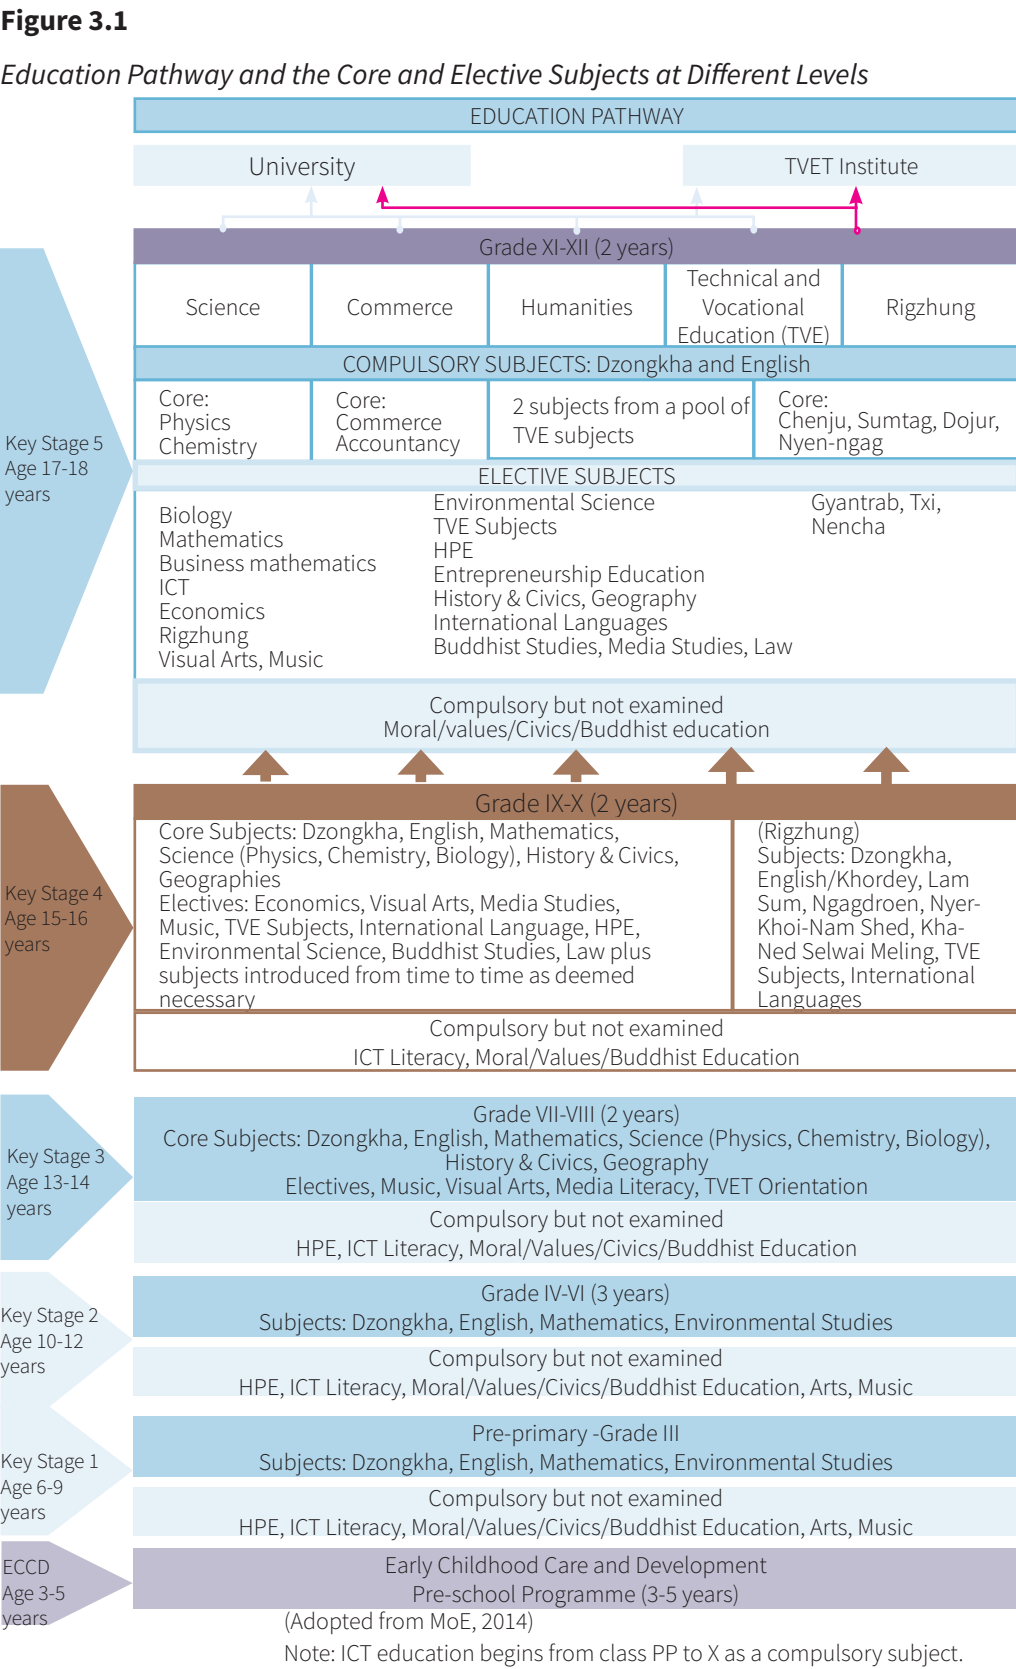 Figure 3.1
Education Pathway and the Core and Elective Subjects at Different Levels
EDUCATION PATHWAY
University
TVET Institute
Grade XI-XII (2 years)
Science
Commerce
Humanities
Technical and
Vocational
Education (TVE)
Rigzhung
COMPULSORY SUBJECTS: Dzongkha and English
Core:
Physics
Chemistry
Core:
Commerce
Accountancy
2 subjects from a pool of
TVE subjects
Core:
Chenju, Sumtag, Dojur,
Nyen-ngag
Key Stage 5
Age 17-18
years
ELECTIVE SUBJECTS
Biology
Mathematics
Business mathematics
ICT
Economics
Rigzhung
Visual Arts, Music
Environmental Science
TVE Subjects
HPE
Entrepreneurship Education
History & Civics, Geography
International Languages
Buddhist Studies, Media Studies, Law
Gyantrab, Txi,
Nencha
Compulsory but not examined
Moral/values/Civics/Buddhist education
Grade IX-X (2 years)
Key Stage 4
Age 15-16
years
Core Subjects: Dzongkha, English, Mathematics,
Science (Physics, Chemistry, Biology), History & Civics,
Geographies
Electives: Economics, Visual Arts, Media Studies,
Music, TVE Subjects, International Language, HPE,
Environmental Science, Buddhist Studies, Law plus
subjects introduced from time to time as deemed
necessary
(Rigzhung)
Subjects: Dzongkha,
English/Khordey, Lam
Sum, Ngagdroen, Nyer-
Khoi-Nam Shed, Kha-
Ned Selwai Meling, TVE
Subjects, International
Languages
Compulsory but not examined
ICT Literacy, Moral/Values/Buddhist Education
Key Stage 3
Age 13-14
years
Grade VII-VIII (2 years)
Core Subjects: Dzongkha, English, Mathematics, Science (Physics, Chemistry, Biology),
History & Civics, Geography
Electives, Music, Visual Arts, Media Literacy, TVET Orientation
Compulsory but not examined
HPE, ICT Literacy, Moral/Values/Civics/Buddhist Education
Key Stage 2
Age 10-12
years
Grade IV-VI (3 years)
Subjects: Dzongkha, English, Mathematics, Environmental Studies
Compulsory but not examined
HPE, ICT Literacy, Moral/Values/Civics/Buddhist Education, Arts, Music
Key Stage 1
Age 6-9
years
Pre-primary -Grade III
Subjects: Dzongkha, English, Mathematics, Environmental Studies
Compulsory but not examined
HPE, ICT Literacy, Moral/Values/Civics/Buddhist Education, Arts, Music
ECCD
Age 3-5
years
Early Childhood Care and Development
Pre-school Programme (3-5 years)
(Adopted from MoE, 2014)
Note: ICT education begins from class PP to X as a compulsory subject.